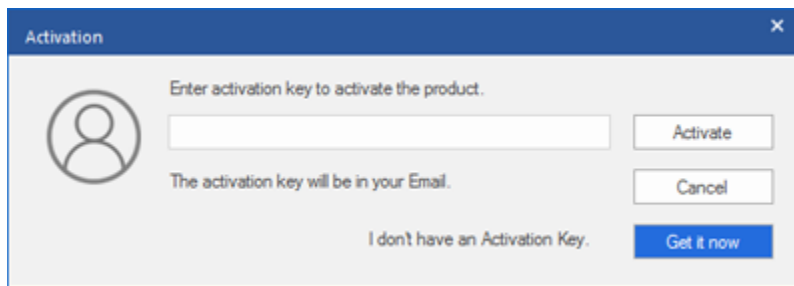 Activation
Enter activation key to activate the product.
Activate
The activation key will be in your Email.
Cancel
I don't have an Activation Key.
Get it now